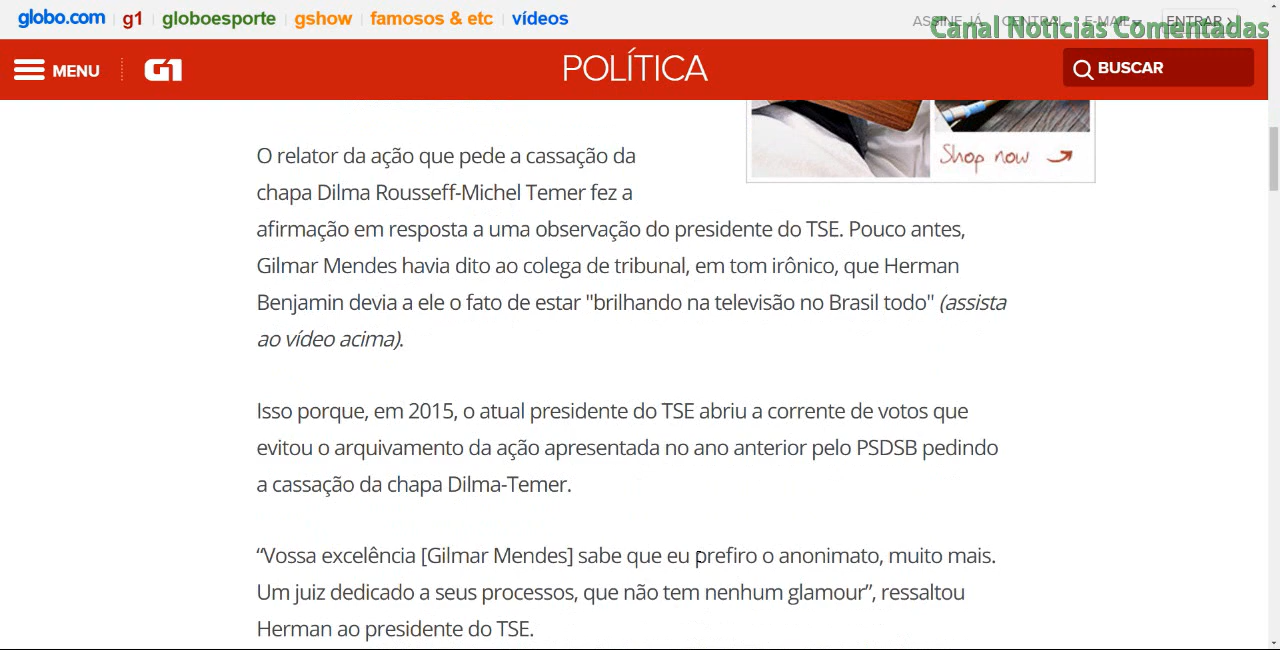 globo.com g1 globoesporte gshow famosos & etc vídeos ASSINE JÁ CENTRAL E-MAIL ENTRAR ›
Canal Noticias Comentadas
MENU G1 POLÍTICA BUSCAR
Shop now
O relator da ação que pede a cassação da
chapa Dilma Rousseff-Michel Temer fez a
afirmação em resposta a uma observação do presidente do TSE. Pouco antes,
Gilmar Mendes havia dito ao colega de tribunal, em tom irônico, que Herman
Benjamin devia a ele o fato de estar "brilhando na televisão no Brasil todo" (assista
ao vídeo acima).
Isso porque, em 2015, o atual presidente do TSE abriu a corrente de votos que
evitou o arquivamento da ação apresentada no ano anterior pelo PSDSB pedindo
a cassação da chapa Dilma-Temer.
“Vossa excelência [Gilmar Mendes] sabe que eu prefiro o anonimato, muito mais.
Um juiz dedicado a seus processos, que não tem nenhum glamour”, ressaltou
Herman ao presidente do TSE.